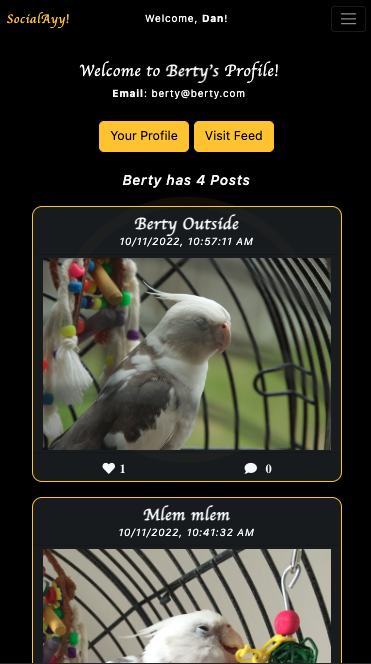 SocialAyy!
Welcome, Dan!
Welcome to Berty's Profile!
Email: berty@berty.com
Your Profile Visit Feed
Berty has 4 Posts
Berty Outside
10/11/2022, 10:57:11 AM
1 0
Mlem mlem
10/11/2022, 10:41:32 AM